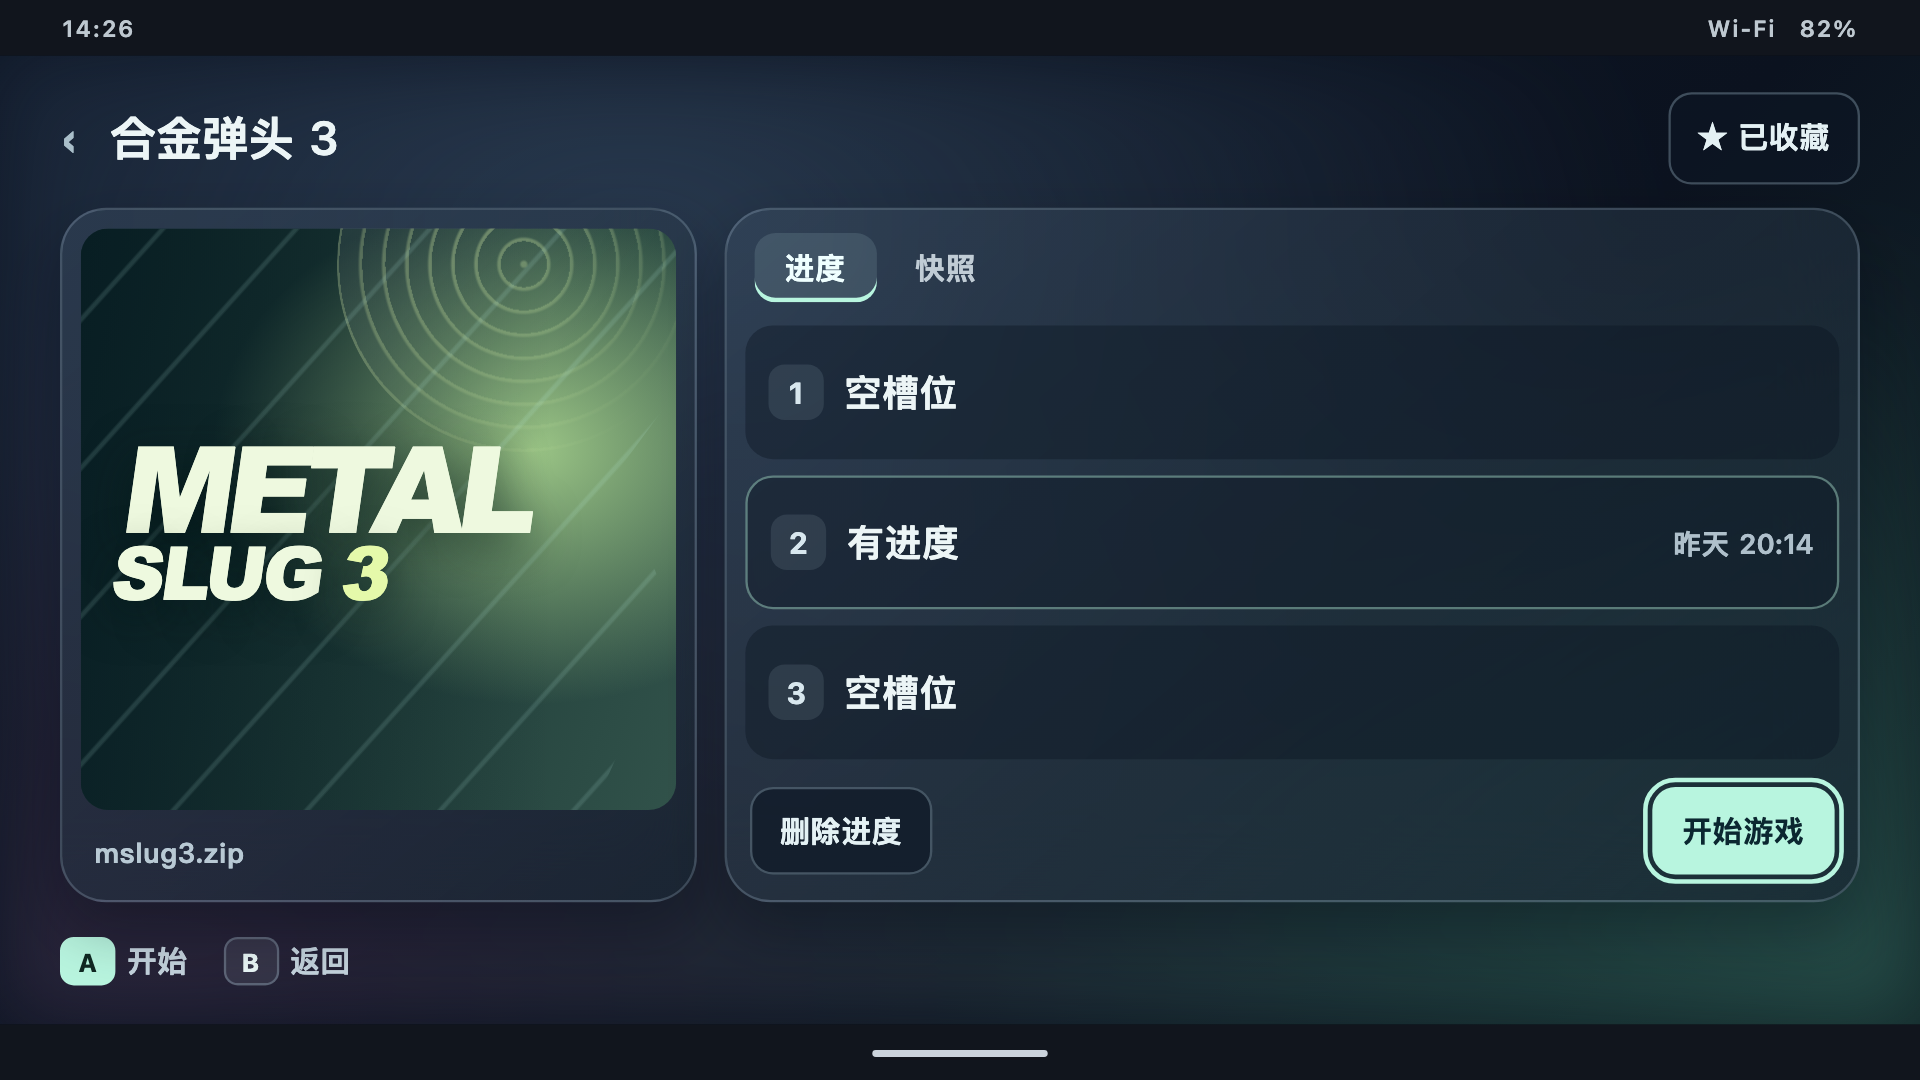 14:26
Wi-Fi 82%
‹ 合金弹头 3
★ 已收藏
METAL
SLUG 3
mslug3.zip
进度 快照
1 空槽位
2 有进度 昨天 20:14
3 空槽位
删除进度 开始游戏
A 开始 B 返回